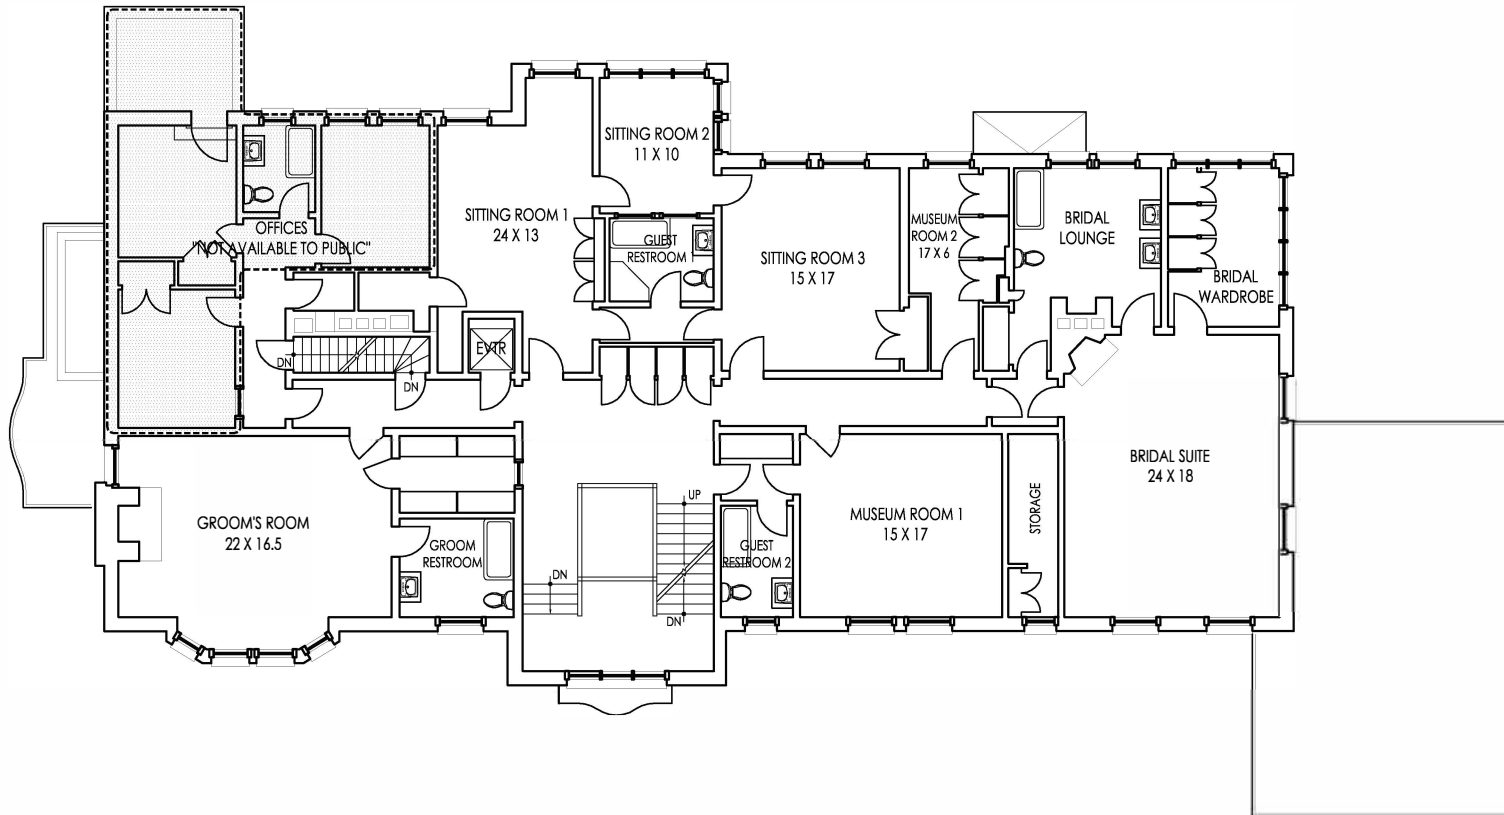 SITTING ROOM 2
11 X 10
SITTING ROOM 1
24 X 13
OFFICES
"NOT AVAILABLE TO PUBLIC"
GUEST
RESTROOM 1
SITTING ROOM 3
15 X 17
MUSEUM
ROOM 2
17 X 6
BRIDAL
LOUNGE
BRIDAL
WARDROBE
EVTR
DN
DN
BRIDAL SUITE
24 X 18
GROOM'S ROOM
22 X 16.5
GROOM
RESTROOM
UP
DN
DN
GUEST
RESTROOM 2
MUSEUM ROOM 1
15 X 17
STORAGE